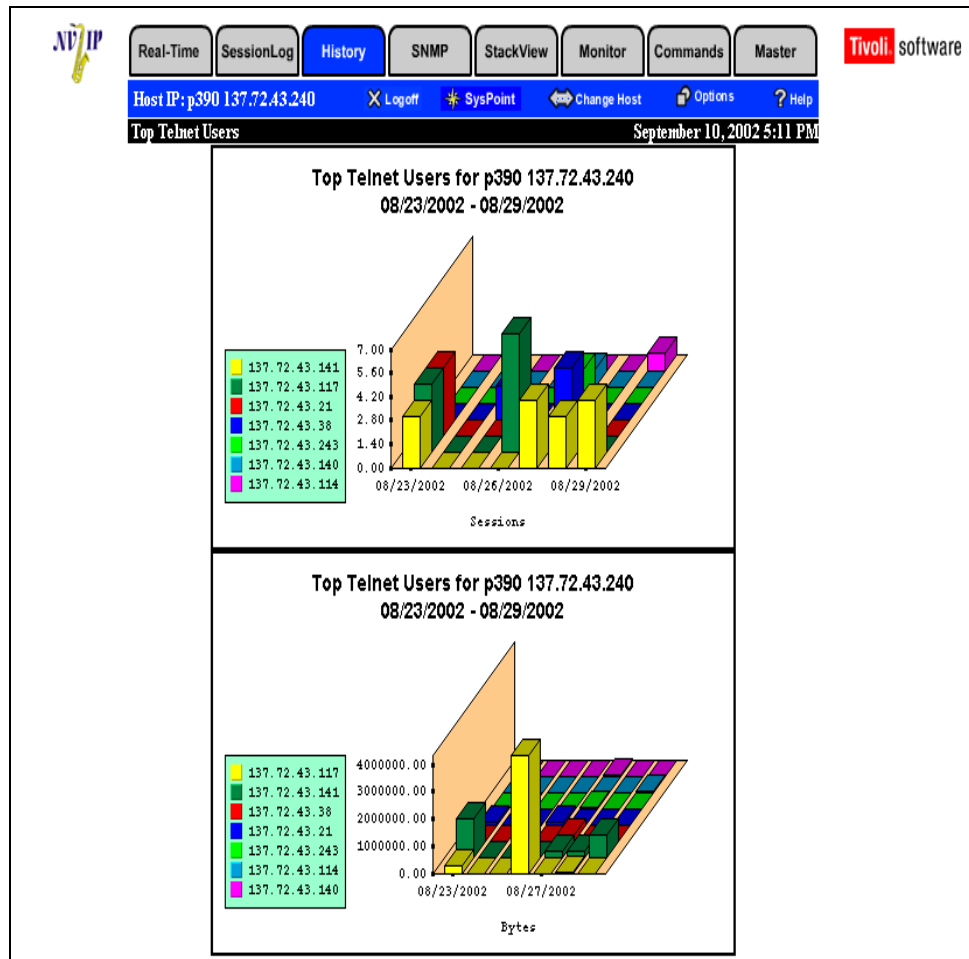 NV IP
Real-Time SessionLog History SNMP StackView Monitor Commands Master
Tivoli software
Host IP: p390 137.72.43.240 Logoff SysPoint Change Host Options Help
Top Telnet Users September 10, 2002 5:11 PM
Top Telnet Users for p390 137.72.43.240
08/23/2002 - 08/29/2002
137.72.43.141
137.72.43.117
137.72.43.21
137.72.43.38
137.72.43.243
137.72.43.140
137.72.43.114
7.00
5.60
4.20
2.80
1.40
0.00
08/23/2002 08/26/2002 08/29/2002
Sessions
Top Telnet Users for p390 137.72.43.240
08/23/2002 - 08/29/2002
137.72.43.117
137.72.43.141
137.72.43.38
137.72.43.21
137.72.43.243
137.72.43.114
137.72.43.140
4000000.00
3000000.00
2000000.00
1000000.00
0.00
08/23/2002 08/27/2002
Bytes